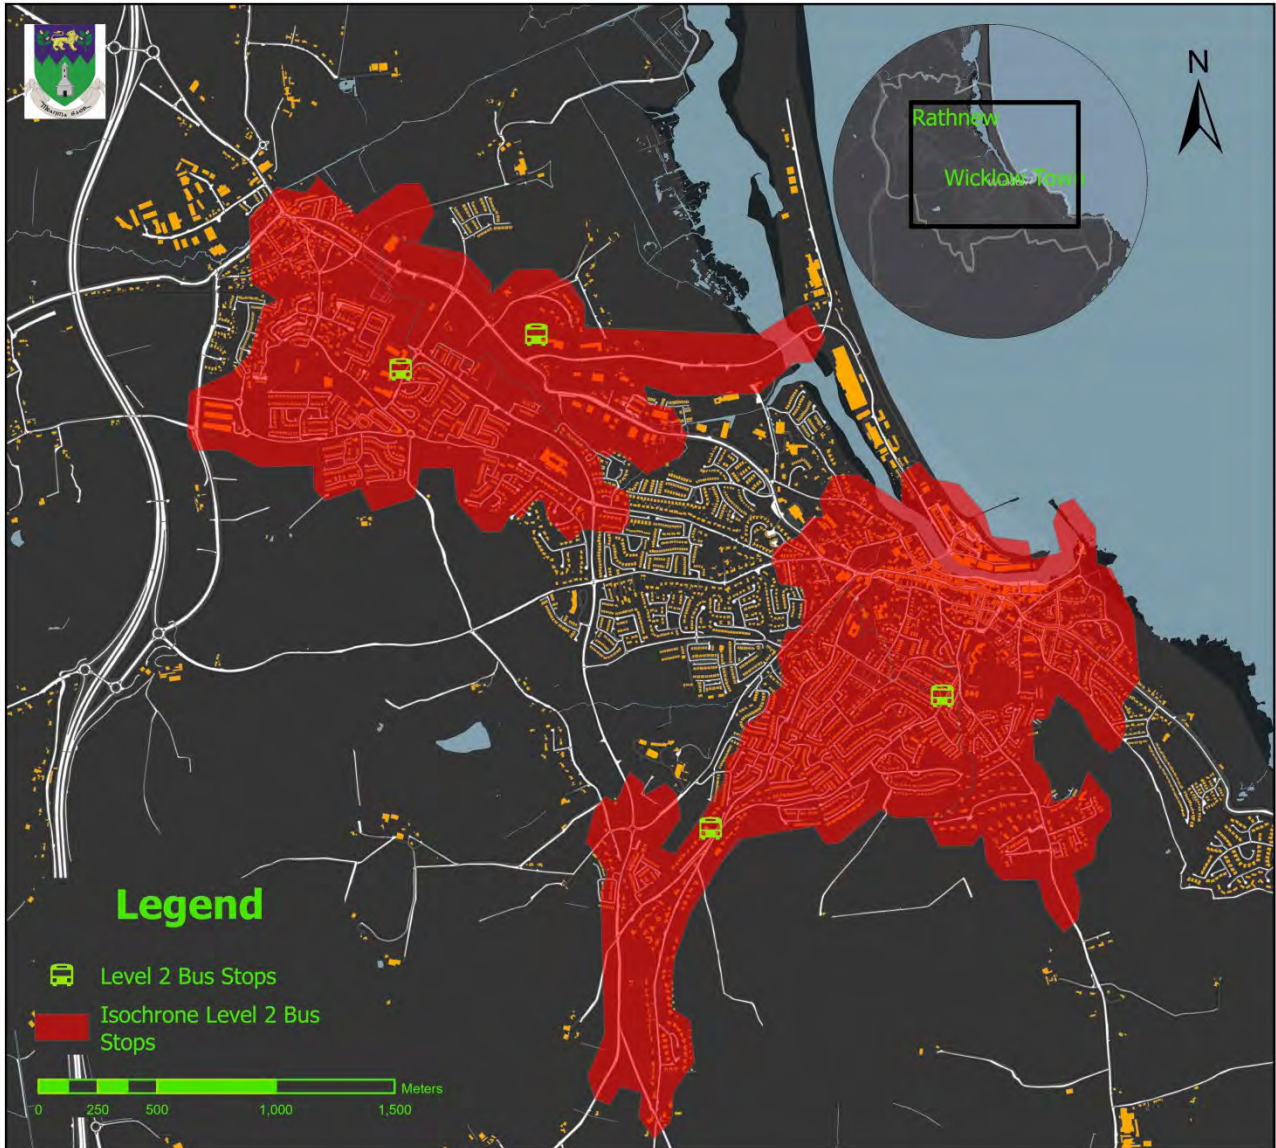 N
Rathnew
Wicklow Town
Legend
Level 2 Bus Stops
Isochrone Level 2 Bus
Stops
Meters
0 250 500 1,000 1,500